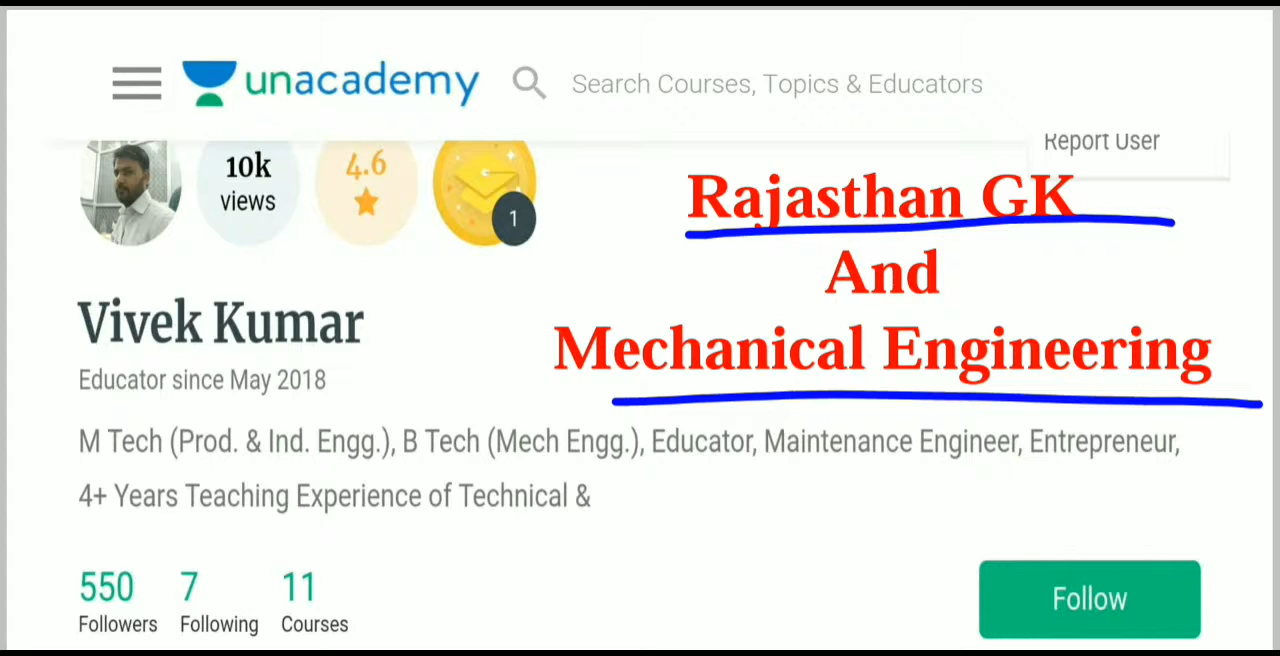 unacademy
Search Courses, Topics & Educators
Report User
10k
views
4.6
1
Rajasthan GK
And
Mechanical Engineering
Vivek Kumar
Educator since May 2018
M Tech (Prod. & Ind. Engg.), B Tech (Mech Engg.), Educator, Maintenance Engineer, Entrepreneur,
4+ Years Teaching Experience of Technical &
550 7 11
Followers Following Courses
Follow